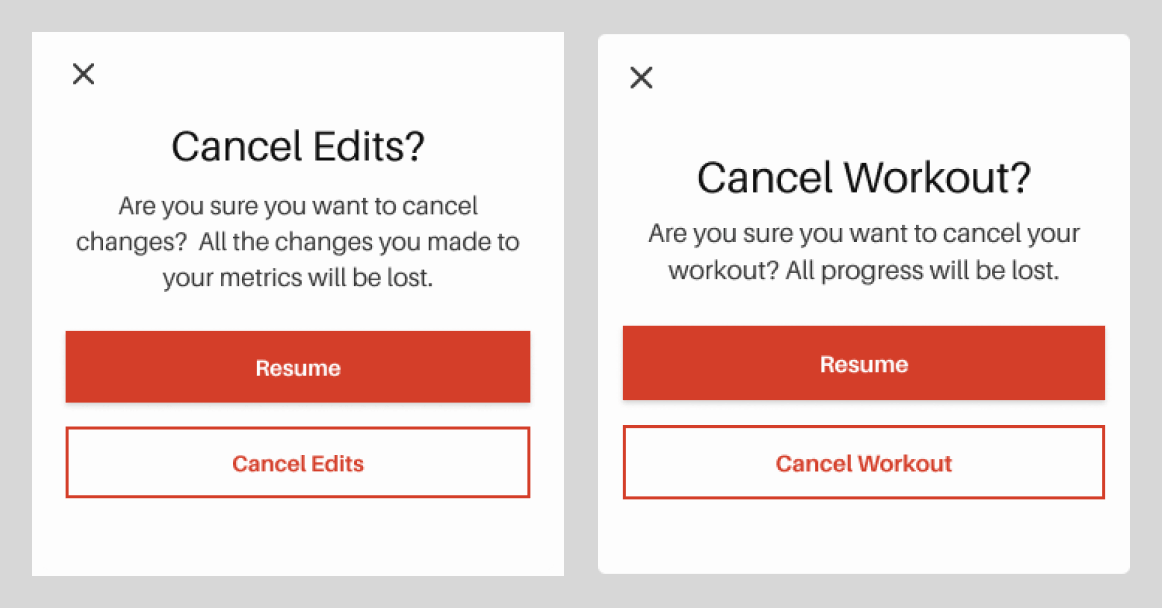 Cancel Edits?
Are you sure you want to cancel
changes?  All the changes you made to
your metrics will be lost.
Resume
Cancel Edits
Cancel Workout?
Are you sure you want to cancel your
workout? All progress will be lost.
Resume
Cancel Workout